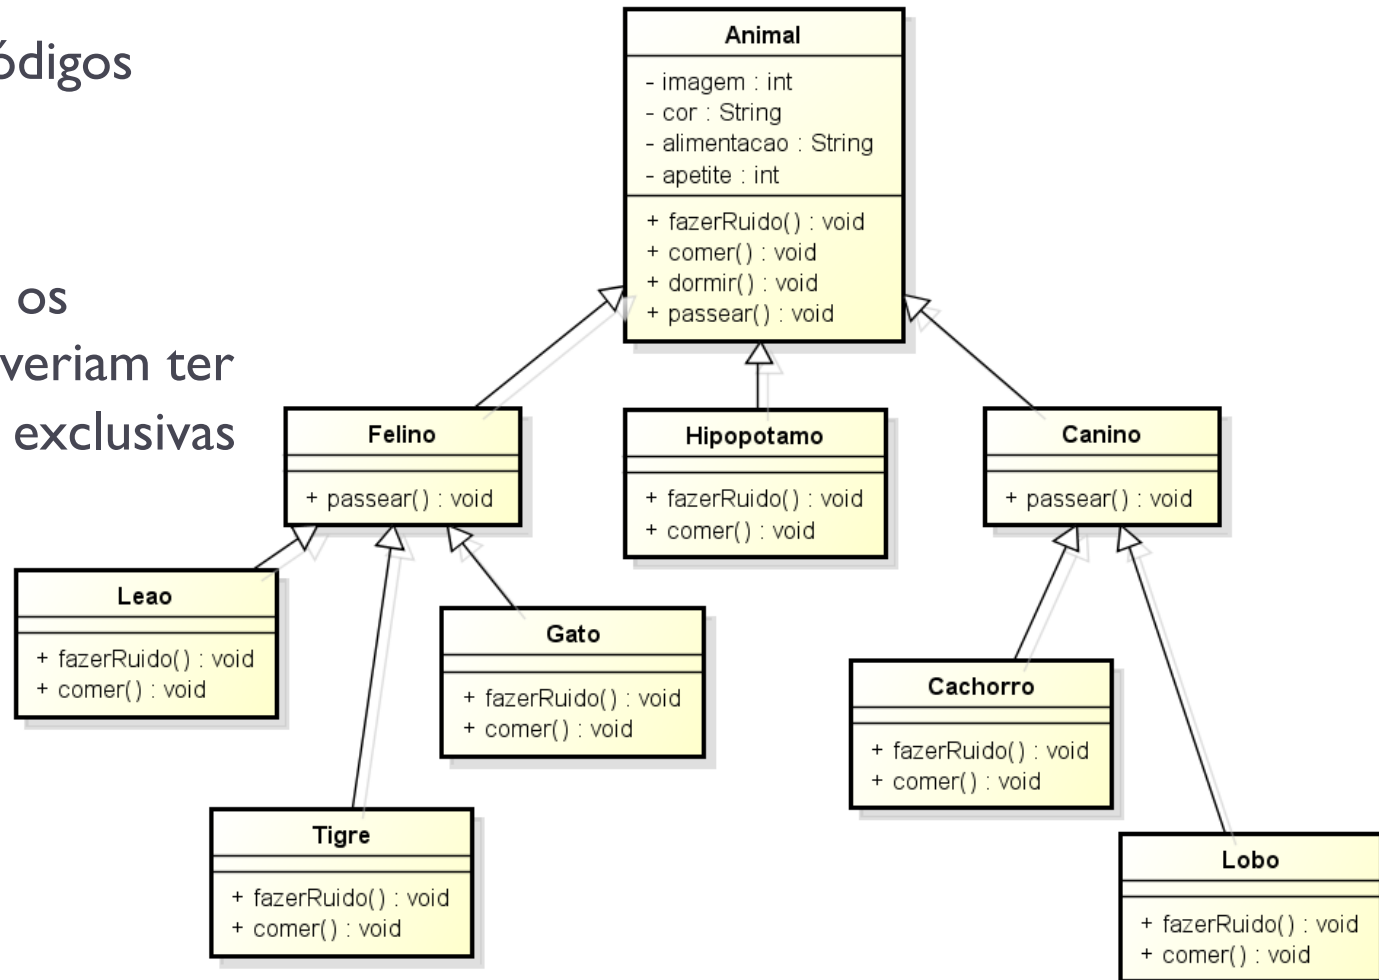 ódigos
os
veriam ter
exclusivas
Animal
- imagem : int
- cor : String
- alimentacao : String
- apetite : int
+ fazerRuido() : void
+ comer() : void
+ dormir() : void
+ passear() : void
Felino
+ passear() : void
Hipopotamo
+ fazerRuido() : void
+ comer() : void
Canino
+ passear() : void
Leao
+ fazerRuido() : void
+ comer() : void
Gato
+ fazerRuido() : void
+ comer() : void
Cachorro
+ fazerRuido() : void
+ comer() : void
Tigre
+ fazerRuido() : void
+ comer() : void
Lobo
+ fazerRuido() : void
+ comer() : void